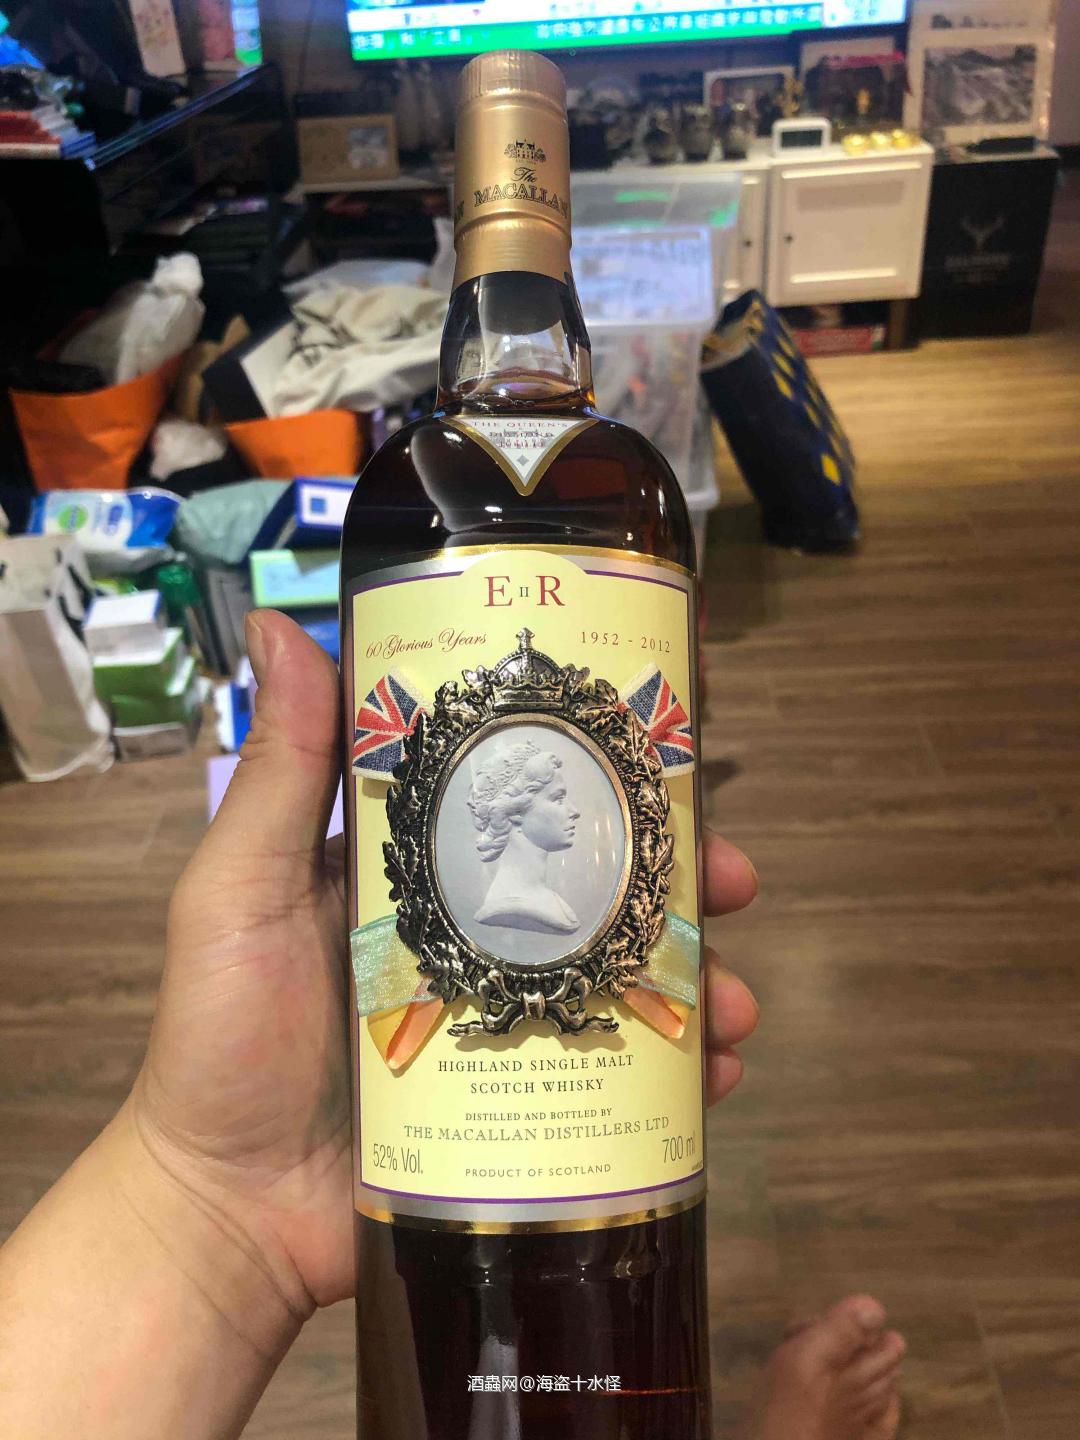 The
MACALLAN
THE QUEEN'S
DIAMOND
JUBILEE
E II R
60 Glorious Years
1952 - 2012
HIGHLAND SINGLE MALT
SCOTCH WHISKY
DISTILLED AND BOTTLED BY
THE MACALLAN DISTILLERS LTD
52% Vol.
700 ml
PRODUCT OF SCOTLAND
酒蟲网@海盗十水怪